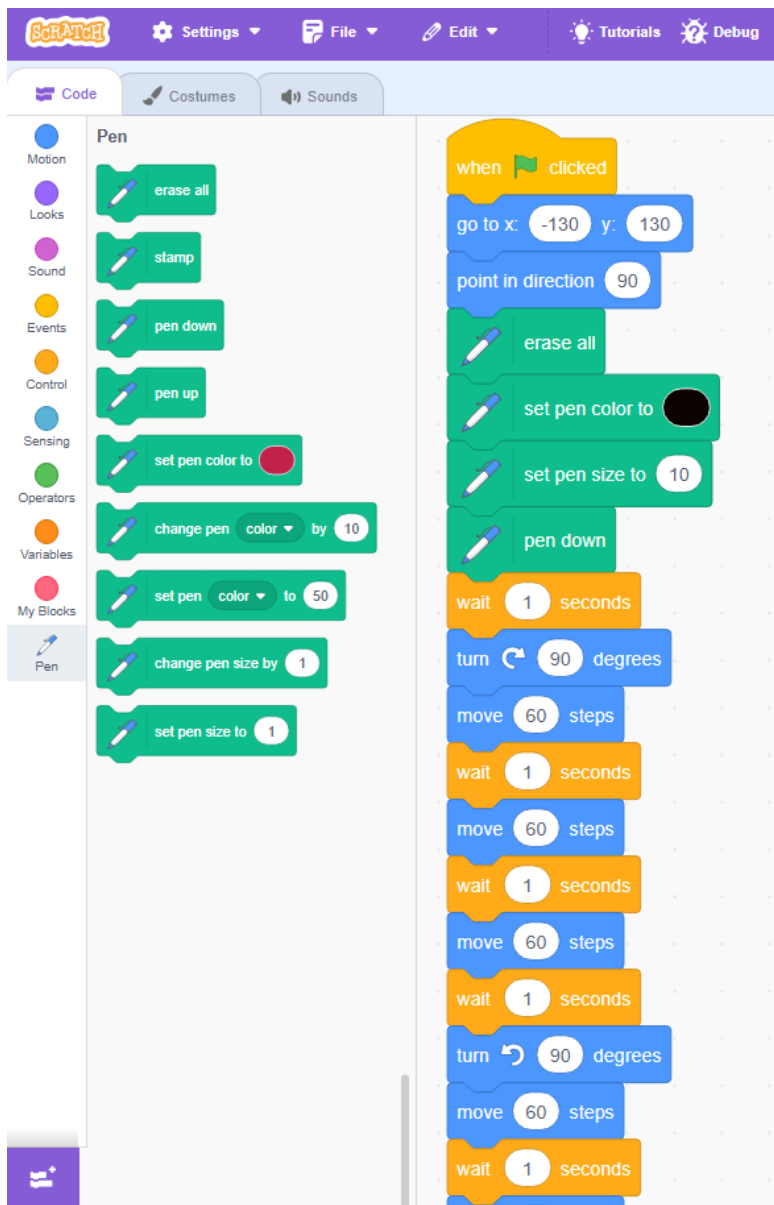 SCRATCH Settings File Edit Tutorials Debug
Code Costumes Sounds
Motion
Looks
Sound
Events
Control
Sensing
Operators
Variables
My Blocks
Pen
Pen
erase all
stamp
pen down
pen up
set pen color to
change pen color by 10
set pen color to 50
change pen size by 1
set pen size to 1
when clicked
go to x: -130 y: 130
point in direction 90
erase all
set pen color to
set pen size to 10
pen down
wait 1 seconds
turn 90 degrees
move 60 steps
wait 1 seconds
move 60 steps
wait 1 seconds
move 60 steps
wait 1 seconds
turn 90 degrees
move 60 steps
wait 1 seconds